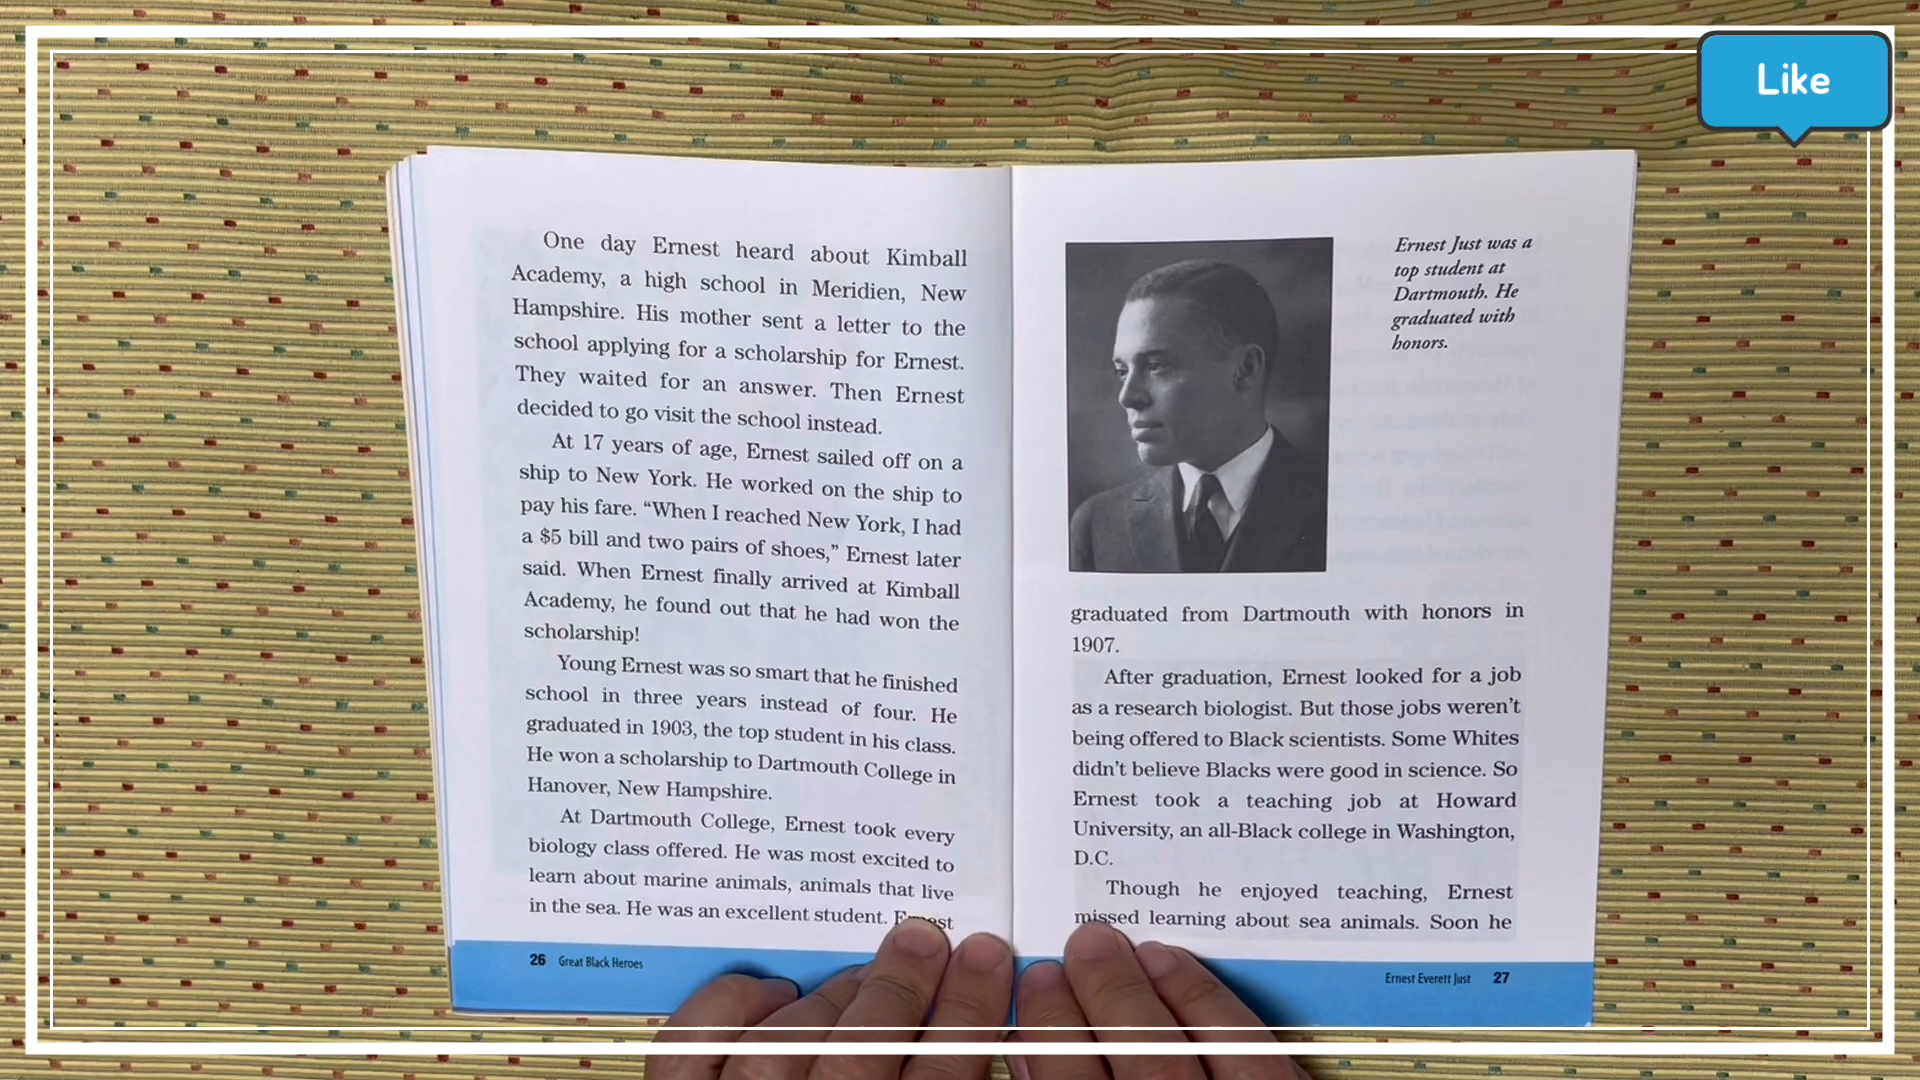 Like
One day Ernest heard about Kimball
Academy, a high school in Meridien, New
Hampshire. His mother sent a letter to the
school applying for a scholarship for Ernest.
They waited for an answer. Then Ernest
decided to go visit the school instead.
At 17 years of age, Ernest sailed off on a
ship to New York. He worked on the ship to
pay his fare. “When I reached New York, I had
a $5 bill and two pairs of shoes,” Ernest later
said. When Ernest finally arrived at Kimball
Academy, he found out that he had won the
scholarship!
Young Ernest was so smart that he finished
school in three years instead of four. He
graduated in 1903, the top student in his class.
He won a scholarship to Dartmouth College in
Hanover, New Hampshire.
At Dartmouth College, Ernest took every
biology class offered. He was most excited to
learn about marine animals, animals that live
in the sea. He was an excellent student. Ernest
26 Great Black Heroes
Ernest Just was a
top student at
Dartmouth. He
graduated with
honors.
graduated from Dartmouth with honors in
1907.
After graduation, Ernest looked for a job
as a research biologist. But those jobs weren’t
being offered to Black scientists. Some Whites
didn’t believe Blacks were good in science. So
Ernest took a teaching job at Howard
University, an all-Black college in Washington,
D.C.
Though he enjoyed teaching, Ernest
missed learning about sea animals. Soon he
Ernest Everett Just 27